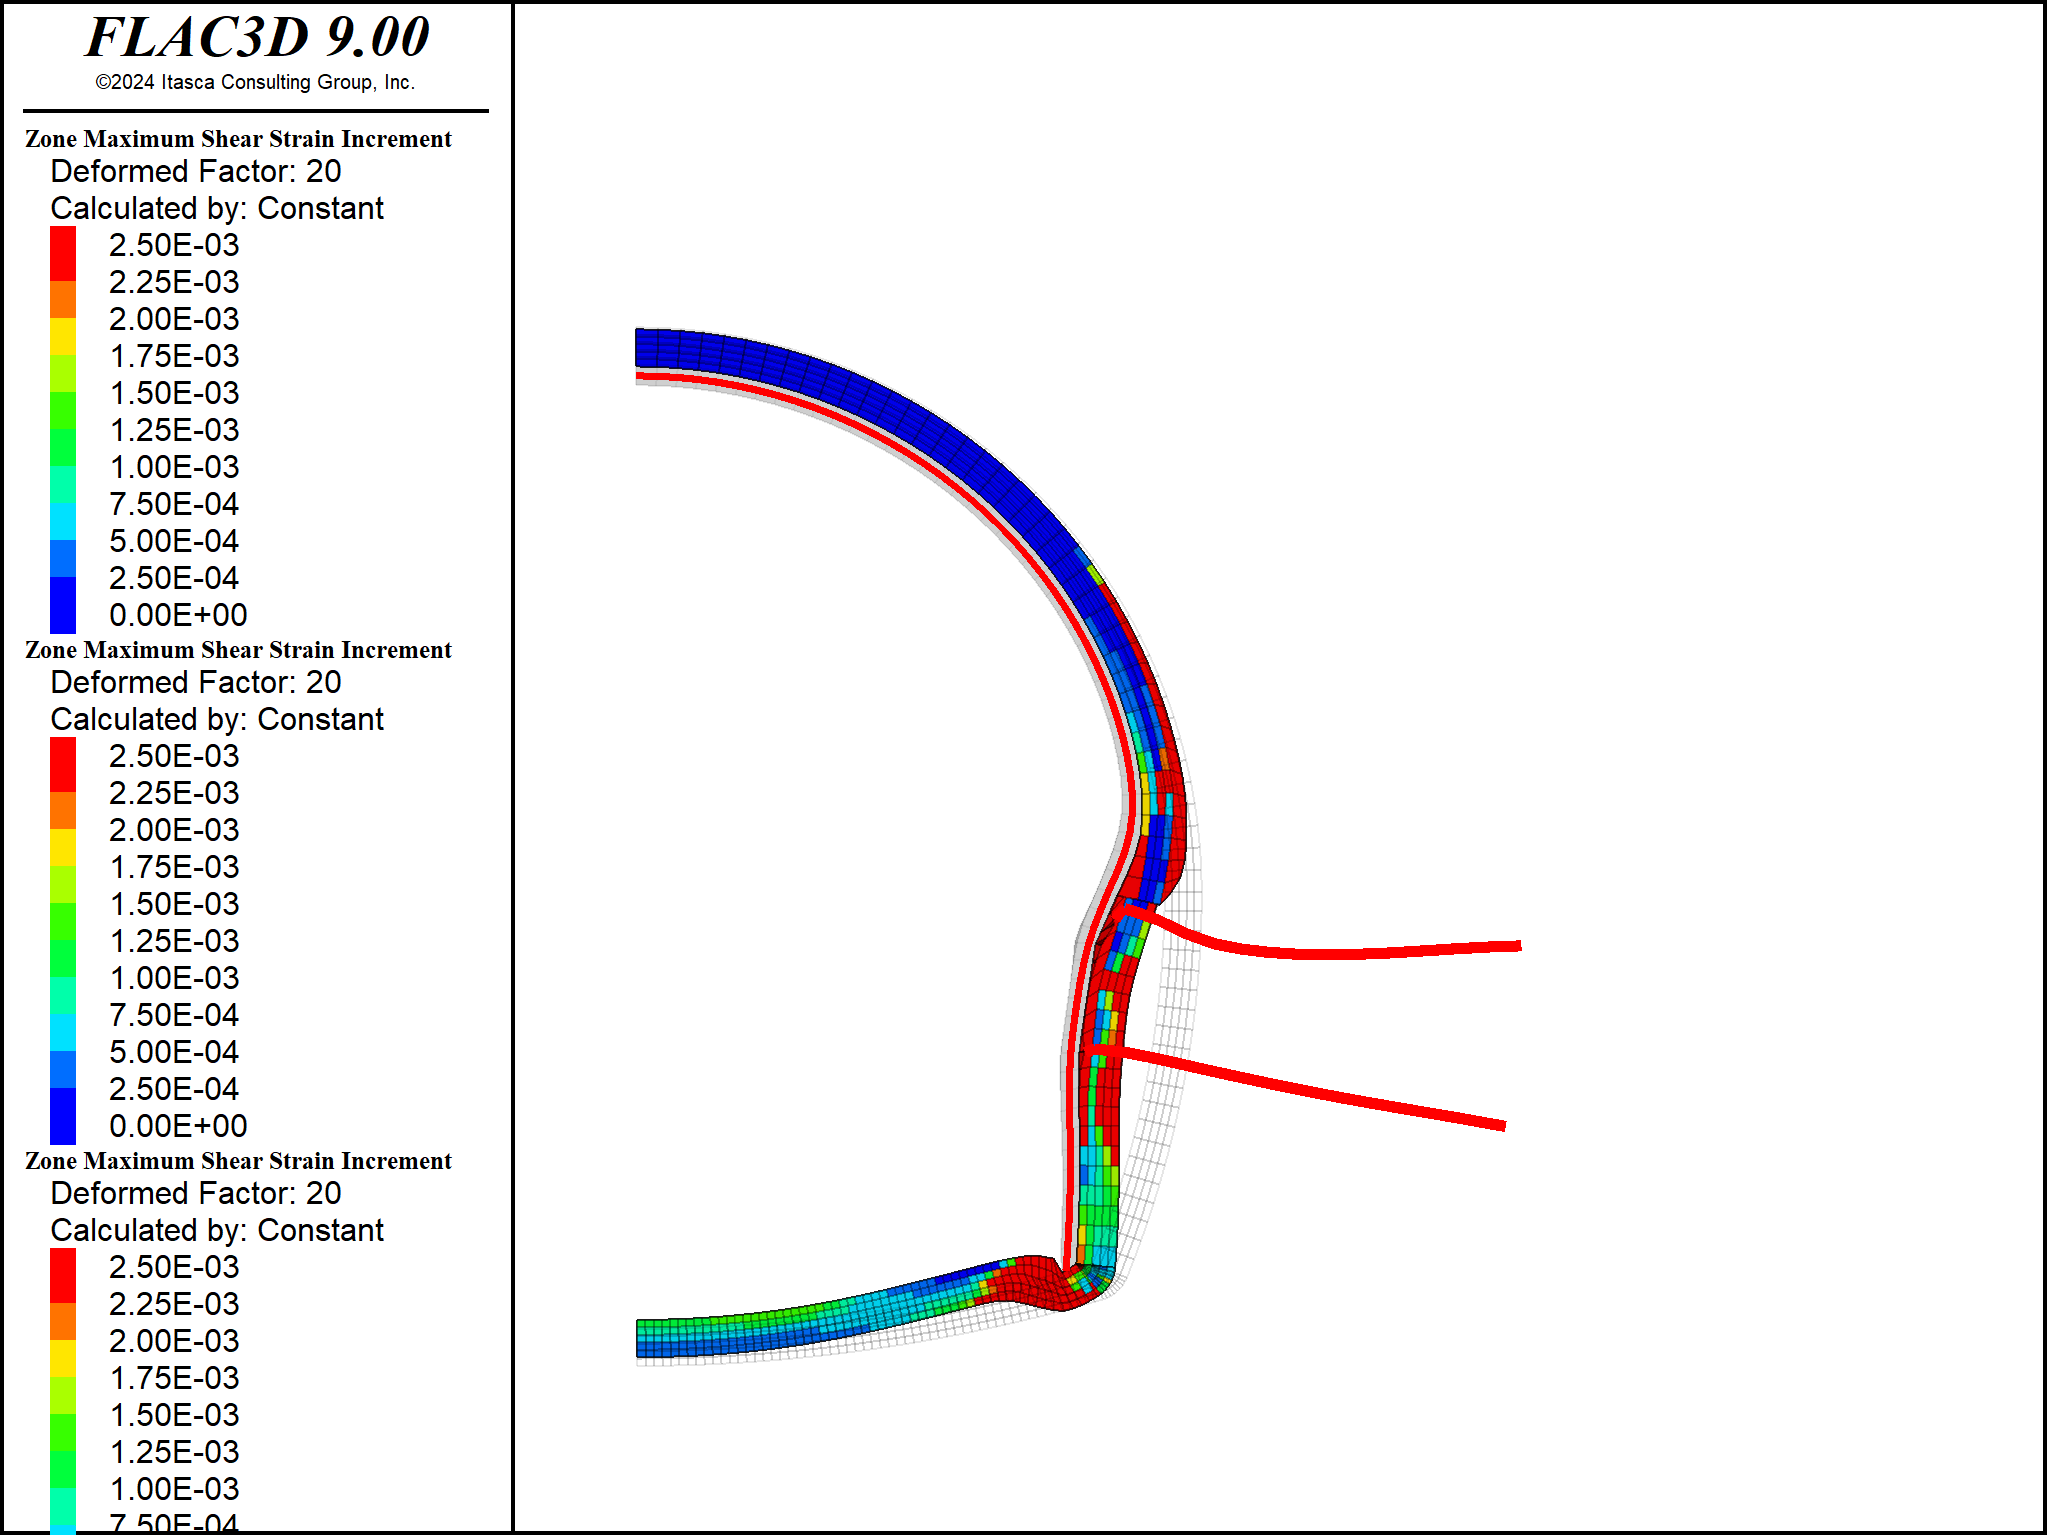 FLAC3D 9.00
©2024 Itasca Consulting Group, Inc.
Zone Maximum Shear Strain Increment
Deformed Factor: 20
Calculated by: Constant
2.50E-03
2.25E-03
2.00E-03
1.75E-03
1.50E-03
1.25E-03
1.00E-03
7.50E-04
5.00E-04
2.50E-04
0.00E+00
Zone Maximum Shear Strain Increment
Deformed Factor: 20
Calculated by: Constant
2.50E-03
2.25E-03
2.00E-03
1.75E-03
1.50E-03
1.25E-03
1.00E-03
7.50E-04
5.00E-04
2.50E-04
0.00E+00
Zone Maximum Shear Strain Increment
Deformed Factor: 20
Calculated by: Constant
2.50E-03
2.25E-03
2.00E-03
1.75E-03
1.50E-03
1.25E-03
1.00E-03
7.50E-04